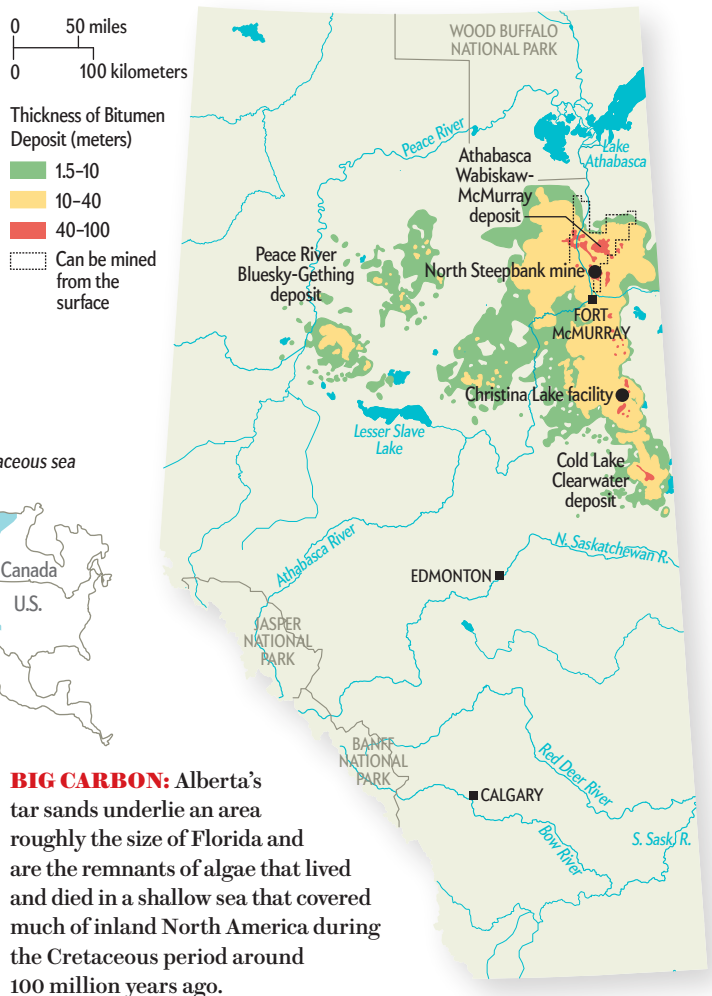 0 50 miles
0 100 kilometers
Thickness of Bitumen
Deposit (meters)
1.5–10
10–40
40–100
Can be mined
from the
surface
WOOD BUFFALO
NATIONAL PARK
Peace River
Lake
Athabasca
Athabasca
Wabiskaw-
McMurray
deposit
Peace River
Bluesky-Gething
deposit
North Steepbank mine
FORT
McMURRAY
Christina Lake facility
Lesser Slave
Lake
Cold Lake
Clearwater
deposit
aceous sea
Canada
U.S.
Athabasca River
N. Saskatchewan R.
EDMONTON
JASPER
NATIONAL
PARK
BANFF
NATIONAL
PARK
Red Deer River
CALGARY
Bow River
S. Sask. R.
BIG CARBON: Alberta’s
tar sands underlie an area
roughly the size of Florida and
are the remnants of algae that lived
and died in a shallow sea that covered
much of inland North America during
the Cretaceous period around
100 million years ago.